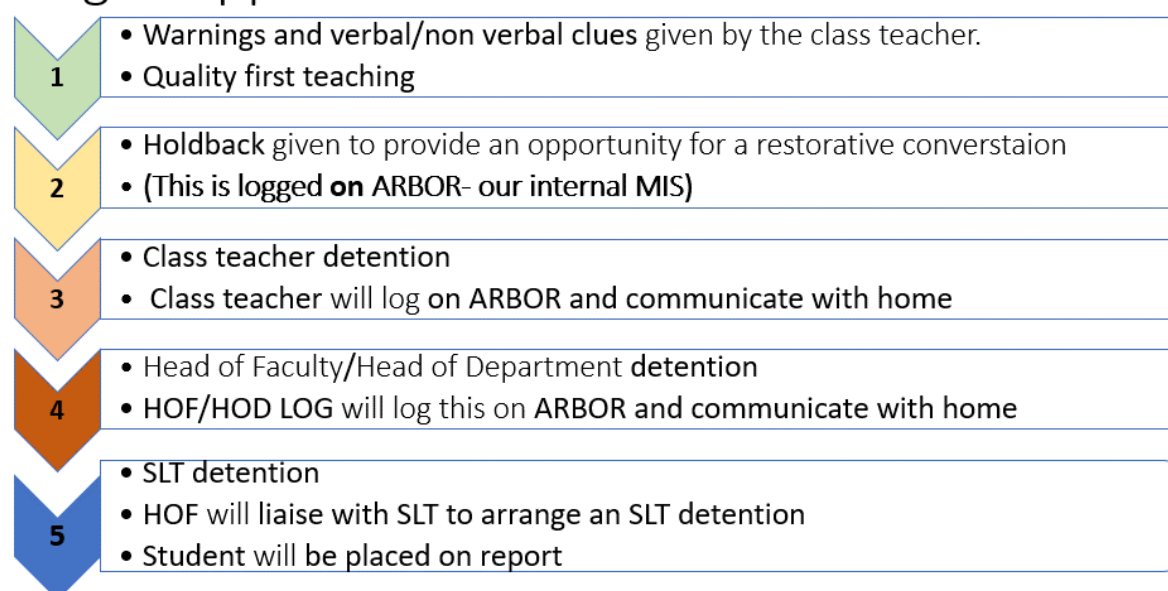 • Warnings and verbal/non verbal clues given by the class teacher.
1
• Quality first teaching
• Holdback given to provide an opportunity for a restorative converstaion
2
• (This is logged on ARBOR- our internal MIS)
• Class teacher detention
3
• Class teacher will log on ARBOR and communicate with home
• Head of Faculty/Head of Department detention
4
• HOF/HOD LOG will log this on ARBOR and communicate with home
• SLT detention
• HOF will liaise with SLT to arrange an SLT detention
5
• Student will be placed on report